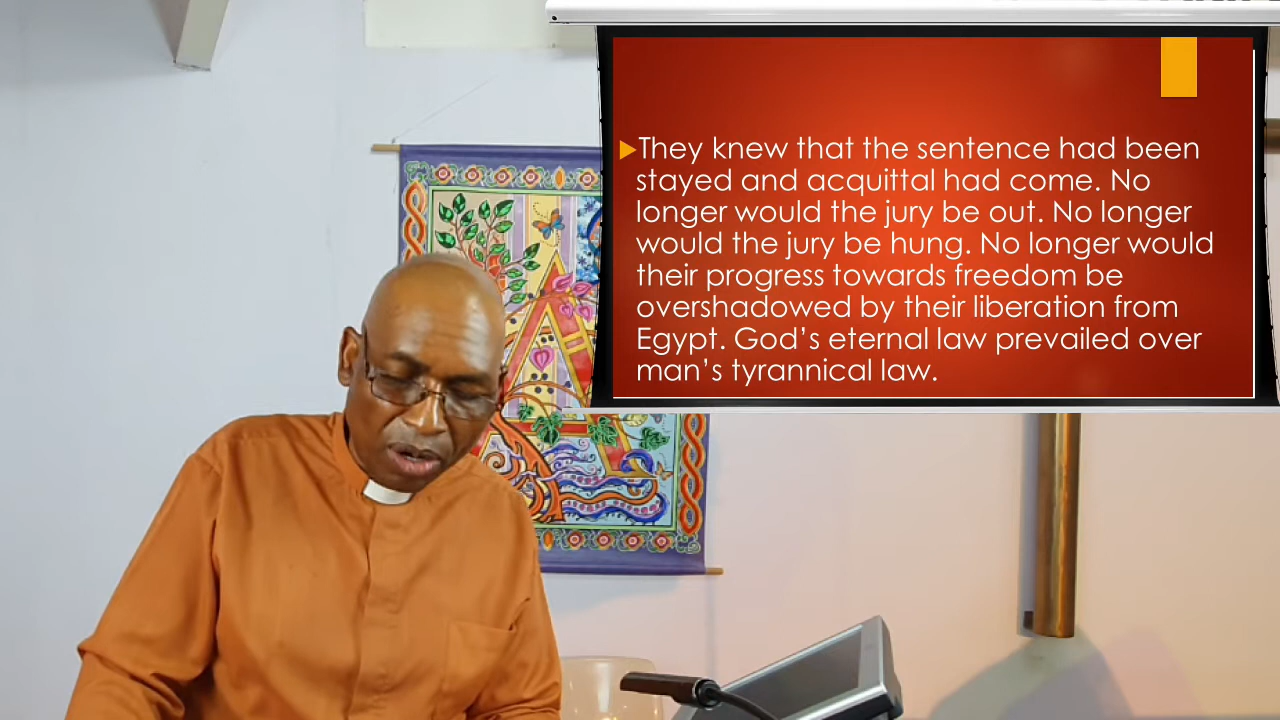 They knew that the sentence had been
stayed and acquittal had come. No
longer would the jury be out. No longer
would the jury be hung. No longer would
their progress towards freedom be
overshadowed by their liberation from
Egypt. God’s eternal law prevailed over
man’s tyrannical law.